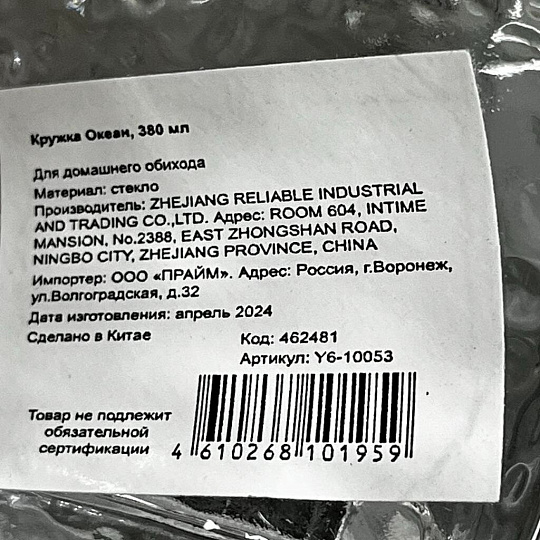 Кружка Океан, 380 мл
Для домашнего обихода
Материал: стекло
Производитель: ZHEJIANG RELIABLE INDUSTRIAL
AND TRADING CO.,LTD. Адрес: ROOM 604, INTIME
MANSION, No.2388, EAST ZHONGSHAN ROAD,
NINGBO CITY, ZHEJIANG PROVINCE, CHINA
Импортер: ООО «ПРАЙМ». Адрес: Россия, г.Воронеж,
ул.Волгоградская, д.32
Дата изготовления: апрель 2024
Сделано в Китае
Код: 462481
Артикул: Y6-10053
Товар не подлежит
обязательной
сертификации
4 610268 101959